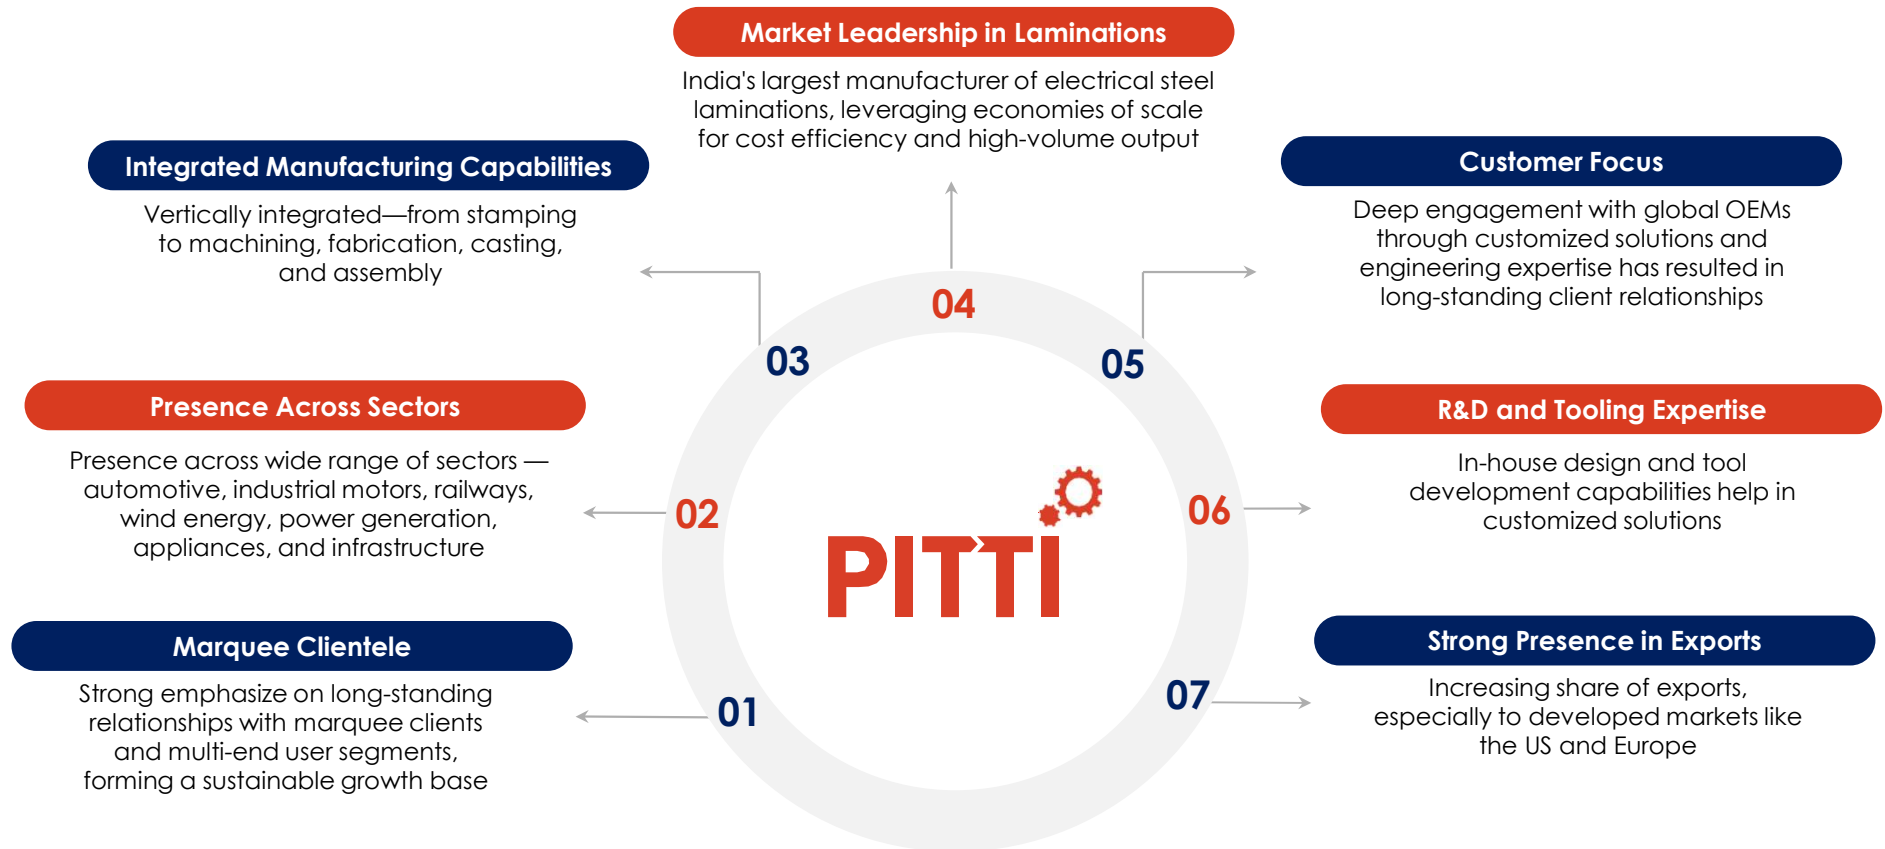 Market Leadership in Laminations
India's largest manufacturer of electrical steel
laminations, leveraging economies of scale
for cost efficiency and high-volume output
Integrated Manufacturing Capabilities
Vertically integrated—from stamping
to machining, fabrication, casting,
and assembly
Customer Focus
Deep engagement with global OEMs
through customized solutions and
engineering expertise has resulted in
long-standing client relationships
04
03
05
Presence Across Sectors
Presence across wide range of sectors —
automotive, industrial motors, railways,
wind energy, power generation,
appliances, and infrastructure
R&D and Tooling Expertise
In-house design and tool
development capabilities help in
customized solutions
02
06
PITTI
Marquee Clientele
Strong emphasize on long-standing
relationships with marquee clients
and multi-end user segments,
forming a sustainable growth base
Strong Presence in Exports
Increasing share of exports,
especially to developed markets like
the US and Europe
01
07